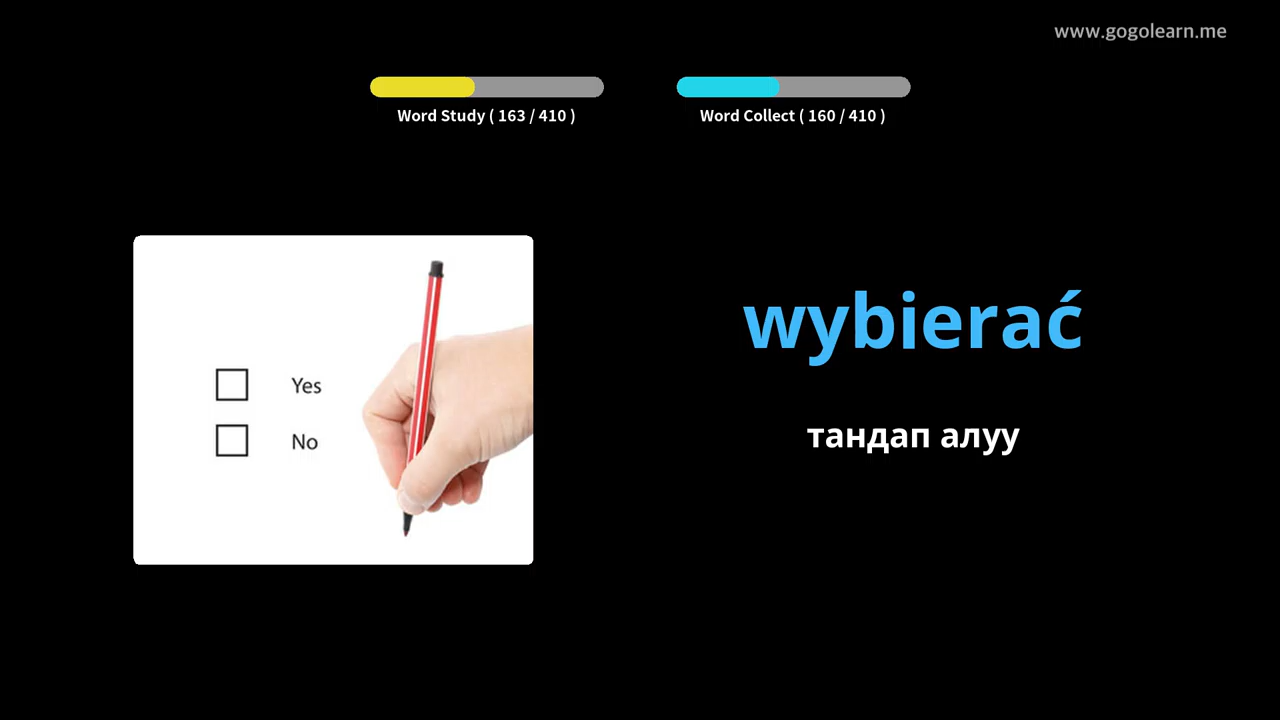 www.gogolearn.me
Word Study ( 163 / 410 )
Word Collect ( 160 / 410 )
Yes
No
wybierać
тандап алуу